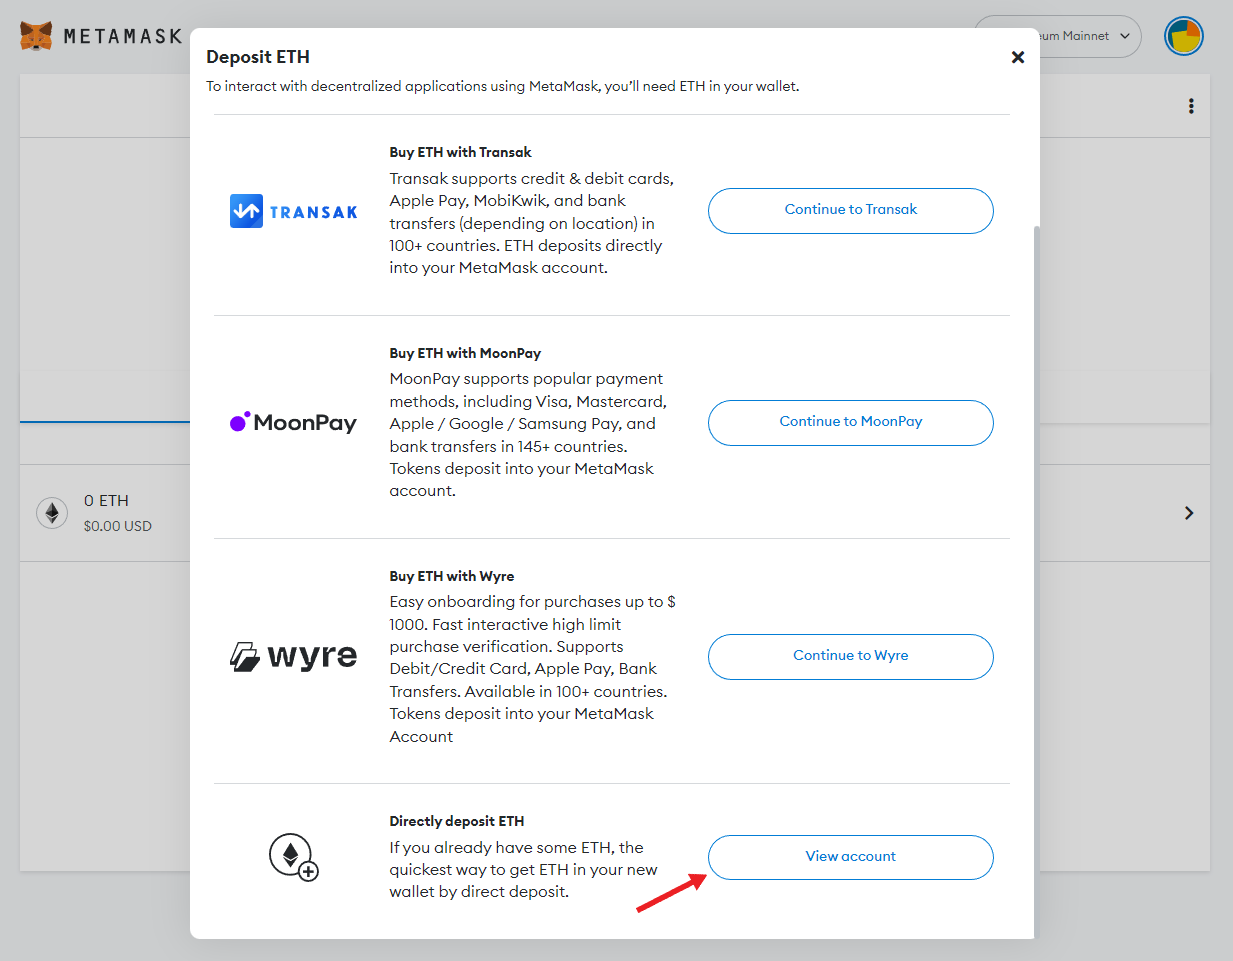 METAMASK
um Mainnet
Deposit ETH
To interact with decentralized applications using MetaMask, you’ll need ETH in your wallet.
TRANSAK
Buy ETH with Transak
Transak supports credit & debit cards,
Apple Pay, MobiKwik, and bank
transfers (depending on location) in
100+ countries. ETH deposits directly
into your MetaMask account.
Continue to Transak
MoonPay
Buy ETH with MoonPay
MoonPay supports popular payment
methods, including Visa, Mastercard,
Apple / Google / Samsung Pay, and
bank transfers in 145+ countries.
Tokens deposit into your MetaMask
account.
Continue to MoonPay
0 ETH
$0.00 USD
wyre
Buy ETH with Wyre
Easy onboarding for purchases up to $
1000. Fast interactive high limit
purchase verification. Supports
Debit/Credit Card, Apple Pay, Bank
Transfers. Available in 100+ countries.
Tokens deposit into your MetaMask
Account
Continue to Wyre
Directly deposit ETH
If you already have some ETH, the
quickest way to get ETH in your new
wallet by direct deposit.
View account